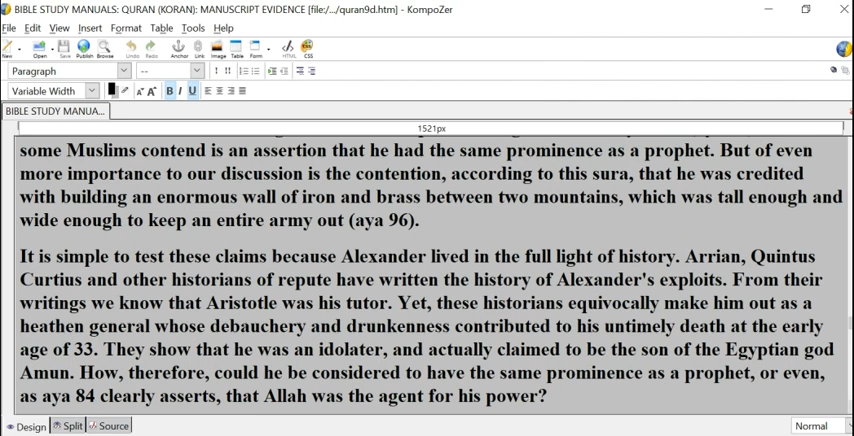 BIBLE STUDY MANUALS: QURAN (KORAN): MANUSCRIPT EVIDENCE [file:/.../quran9d.htm] - KompoZer
File Edit View Insert Format Table Tools Help
New Open Save Publish Browse Undo Redo Anchor Link Image Table Form HTML CSS
Paragraph --
Variable Width A A B I U
BIBLE STUDY MANUA...
1521px
some Muslims contend is an assertion that he had the same prominence as a prophet. But of even
more importance to our discussion is the contention, according to this sura, that he was credited
with building an enormous wall of iron and brass between two mountains, which was tall enough and
wide enough to keep an entire army out (aya 96).
It is simple to test these claims because Alexander lived in the full light of history. Arrian, Quintus
Curtius and other historians of repute have written the history of Alexander's exploits. From their
writings we know that Aristotle was his tutor. Yet, these historians equivocally make him out as a
heathen general whose debauchery and drunkenness contributed to his untimely death at the early
age of 33. They show that he was an idolater, and actually claimed to be the son of the Egyptian god
Amun. How, therefore, could he be considered to have the same prominence as a prophet, or even,
as aya 84 clearly asserts, that Allah was the agent for his power?
Design Split Source Normal